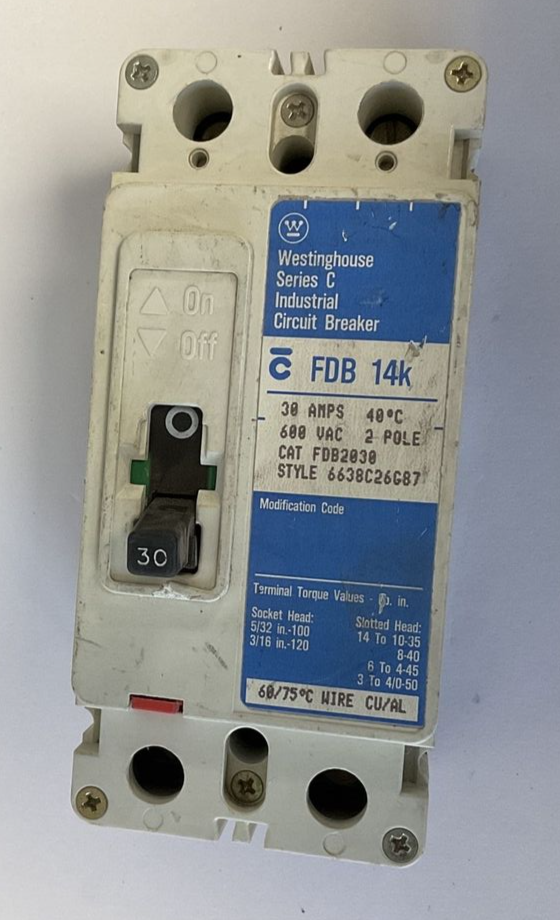 On
Off
O
30
W
Westinghouse
Series C
Industrial
Circuit Breaker
C FDB 14k
30 AMPS 40°C
600 VAC 2 POLE
CAT FDB2030
STYLE 6638C26G87
Modification Code
Terminal Torque Values - in.
Socket Head:
5/32 in.-100
3/16 in.-120
Slotted Head:
14 To 10-35
8-40
6 To 4-45
3 To 4/0-50
60/75°C WIRE CU/AL